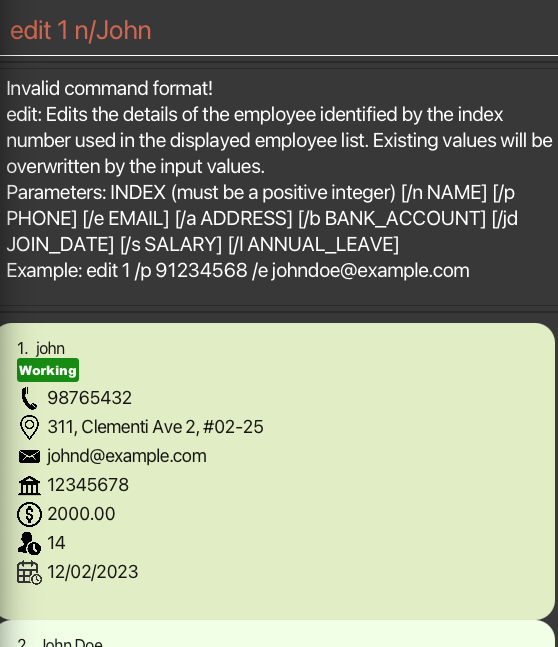 edit 1 n/John
Invalid command format!
edit: Edits the details of the employee identified by the index
number used in the displayed employee list. Existing values will be
overwritten by the input values.
Parameters: INDEX (must be a positive integer) [/n NAME] [/p
PHONE] [/e EMAIL] [/a ADDRESS] [/b BANK_ACCOUNT] [/jd
JOIN_DATE] [/s SALARY] [/l ANNUAL_LEAVE]
Example: edit 1 /p 91234568 /e johndoe@example.com
1. john
Working
98765432
311, Clementi Ave 2, #02-25
johnd@example.com
12345678
2000.00
14
12/02/2023
2. John Doe